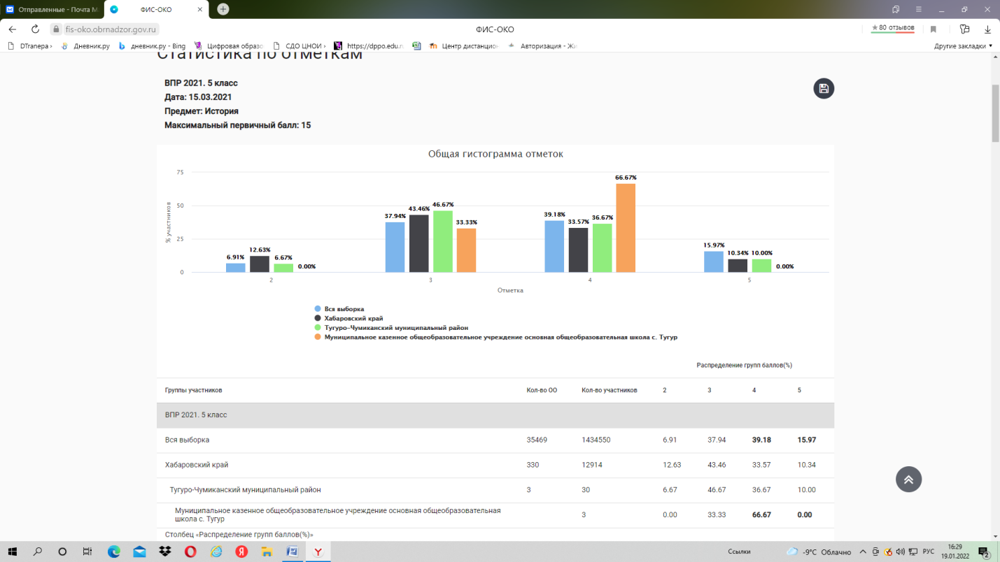 Отправленные - Почта М
ФИС-ОКО
fis-oko.obrnadzor.gov.ru
ФИС-ОКО
★ 80 отзывов
DTranepa ›
Дневник.ру
дневник.ру - Bing
Цифровая образо
СДО ЦНОИ ›
https://dppo.edu.ru
Центр дистанцио
Авторизация - Жи
Другие закладки
Статистика по отметкам
ВПР 2021. 5 класс
Дата: 15.03.2021
Предмет: История
Максимальный первичный балл: 15
Общая гистограмма отметок
% участников
75
50
25
0
6.91%
12.63%
6.67%
0.00%
37.94%
43.46%
46.67%
33.33%
39.18%
33.57%
36.67%
66.67%
15.97%
10.34%
10.00%
0.00%
2
3
4
5
Отметка
Вся выборка
Хабаровский край
Тугуро-Чумиканский муниципальный район
Муниципальное казенное общеобразовательное учреждение основная общеобразовательная школа с. Тугур
Распределение групп баллов(%)
Группы участников Кол-во ОО Кол-во участников 2 3 4 5
ВПР 2021. 5 класс
Вся выборка 35469 1434550 6.91 37.94 39.18 15.97
Хабаровский край 330 12914 12.63 43.46 33.57 10.34
Тугуро-Чумиканский муниципальный район 3 30 6.67 46.67 36.67 10.00
Муниципальное казенное общеобразовательное учреждение основная общеобразовательная
школа с. Тугур 3 0.00 33.33 66.67 0.00
Столбец «Распределение групп баллов(%)»
Ссылки
-9°C Облачно
РУС
16:29
19.01.2022
2